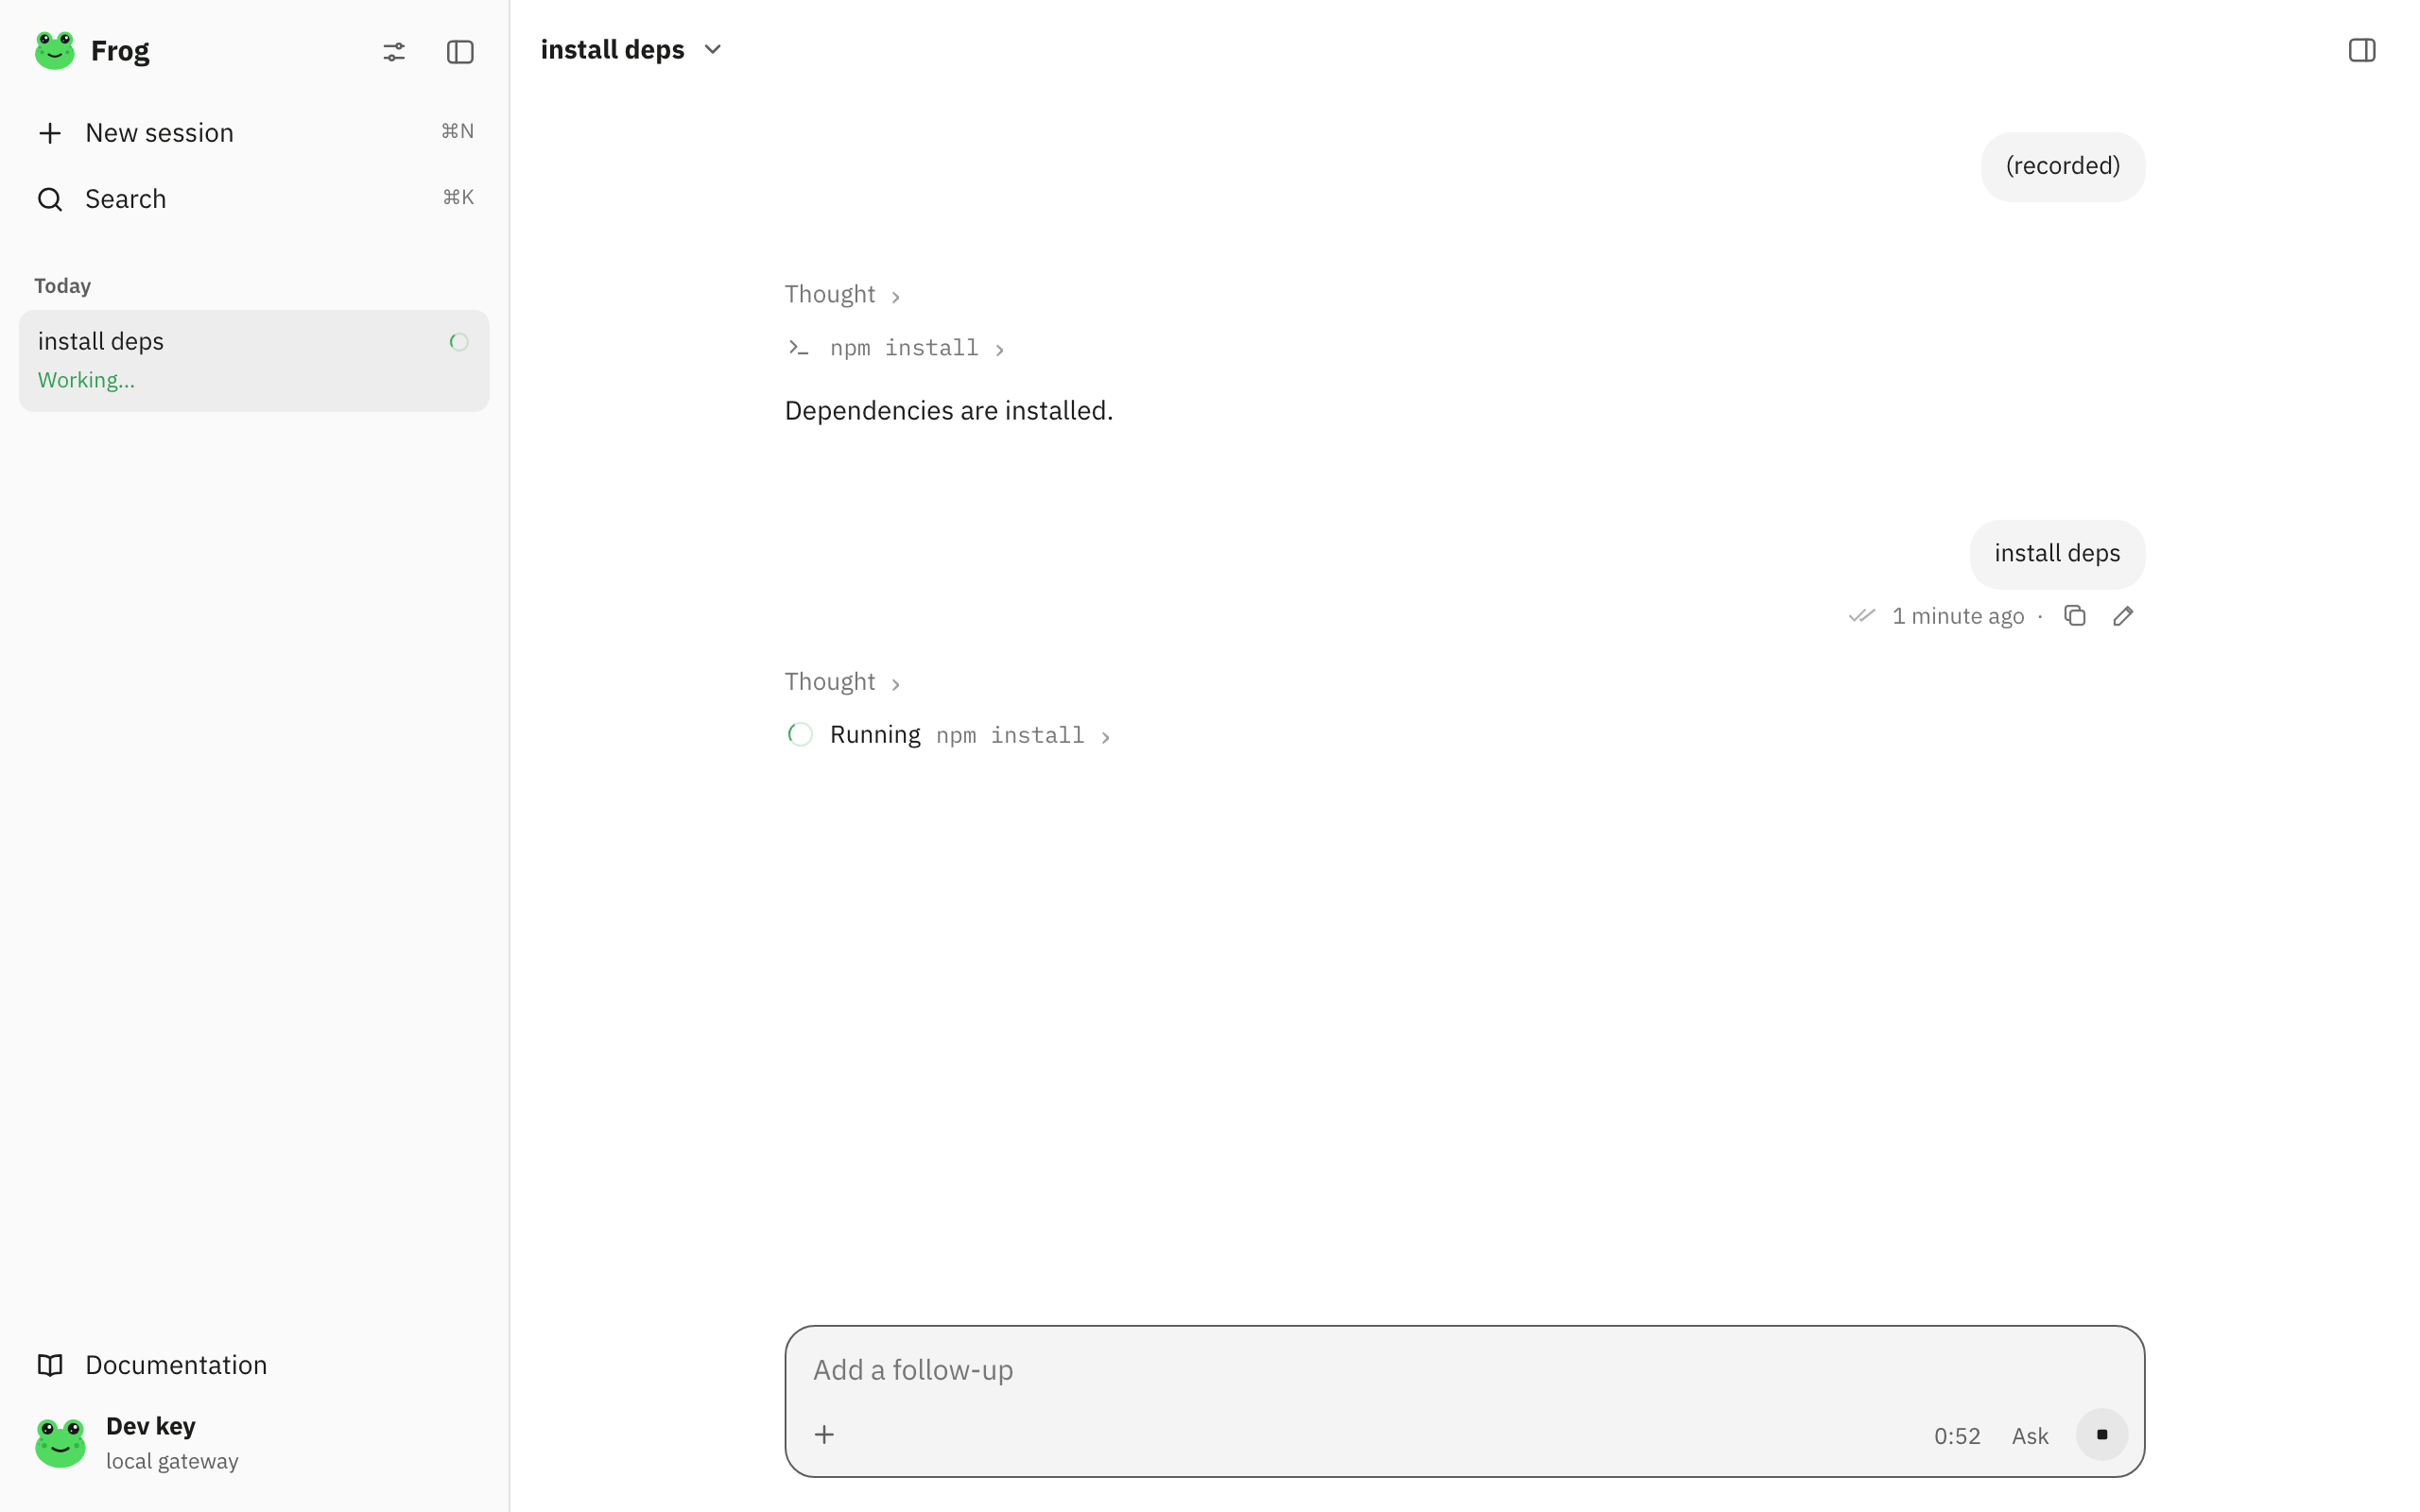 Frog
New session ⌘N
Search ⌘K
Today
install deps
Working...
Documentation
Dev key
local gateway
install deps
(recorded)
Thought
npm install
Dependencies are installed.
install deps
1 minute ago ·
Thought
Running npm install
Add a follow-up
0:52 Ask